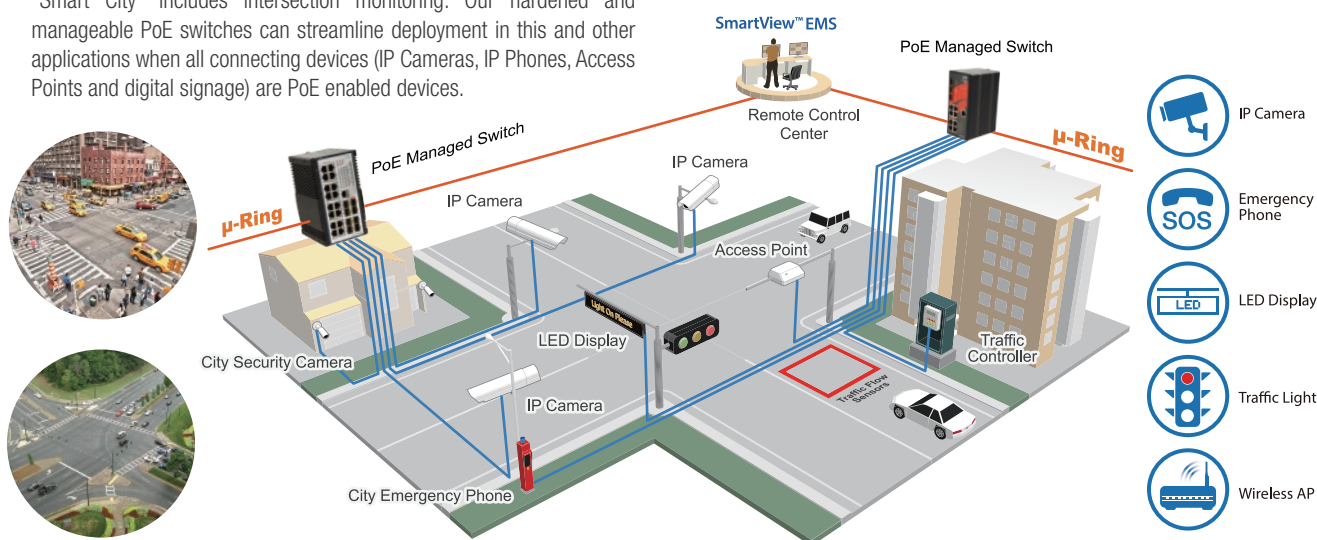 "Smart City" includes intersection monitoring. Our hardened and
manageable PoE switches can streamline deployment in this and other
applications when all connecting devices (IP Cameras, IP Phones, Access
Points and digital signage) are PoE enabled devices.
SmartView™ EMS
PoE Managed Switch
Remote Control
Center
PoE Managed Switch
µ-Ring
µ-Ring
IP Camera
IP Camera
Access Point
Light On Please
LED Display
City Security Camera
Traffic
Controller
Traffic Flow
Sensors
IP Camera
City Emergency Phone
IP Camera
SOS
Emergency
Phone
LED
LED Display
Traffic Light
Wireless AP